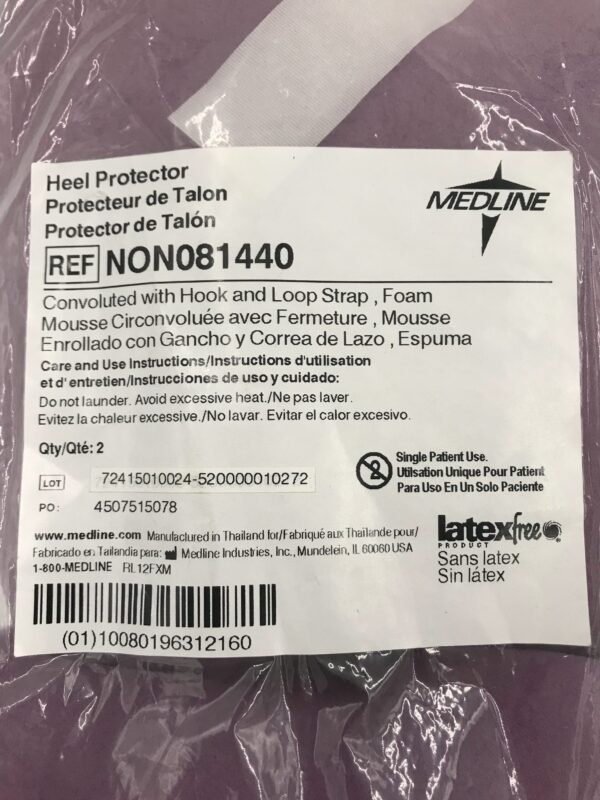 Heel Protector
Protecteur de Talon
Protector de Talón
MEDLINE
REF NON081440
Convoluted with Hook and Loop Strap , Foam
Mousse Circonvoluée avec Fermeture , Mousse
Enrollado con Gancho y Correa de Lazo , Espuma
Care and Use Instructions/Instructions d'utilisation
et d'entretien/Instrucciones de uso y cuidado:
Do not launder. Avoid excessive heat./Ne pas laver.
Evitez la chaleur excessive./No lavar. Evitar el calor excesivo.
Qty/Qté: 2
LOT 72415010024-520000010272
PO: 4507515078
2
Single Patient Use.
Utilsation Unique Pour Patient
Para Uso En Un Solo Paciente
www.medline.com Manufactured in Thailand for/Fabriqué aux Thaïlande pour/
Fabricado en Tailandia para: Medline Industries, Inc., Mundelein, IL 60060 USA
1-800-MEDLINE RL12FXM
latexfree
PRODUCT
Sans latex
Sin látex
(01)10080196312160